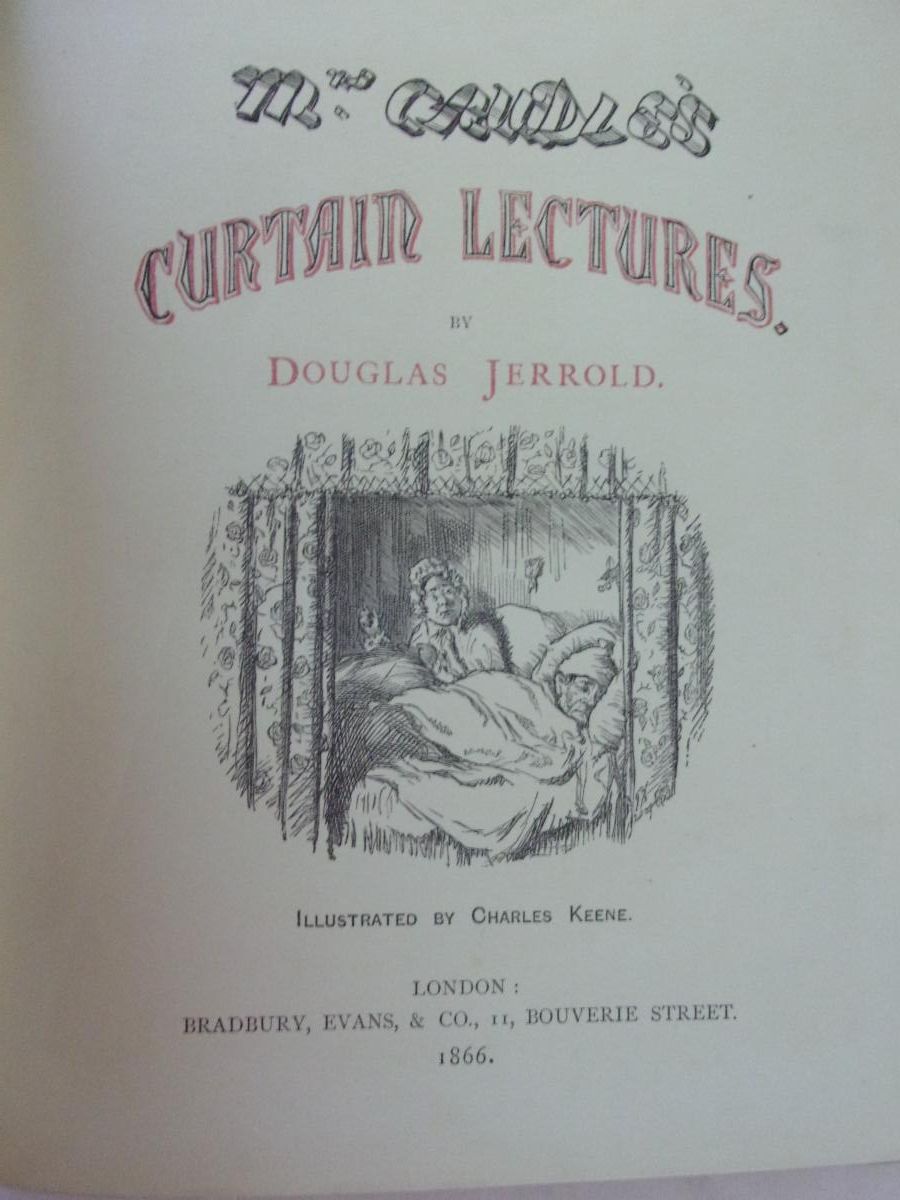 Mrs. CAUDLE'S
CURTAIN LECTURES.
BY
DOUGLAS JERROLD.
ILLUSTRATED BY CHARLES KEENE.
LONDON:
BRADBURY, EVANS, & CO., 11, BOUVERIE STREET.
1866.